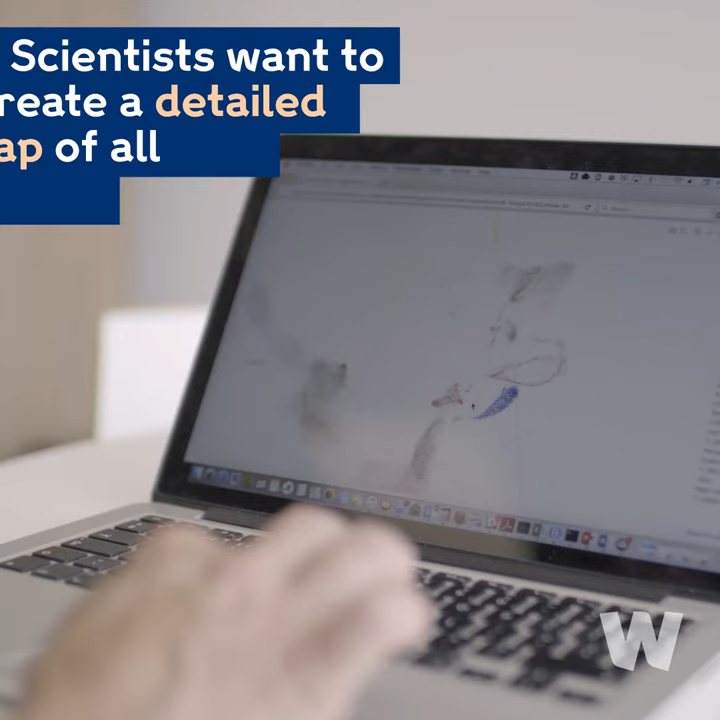 Scientists want to
reate a detailed
ap of all
W